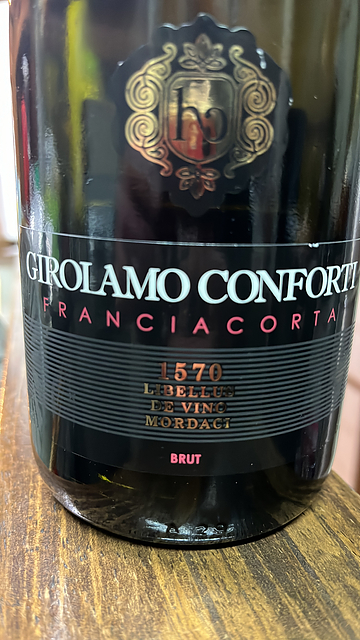 GIROLAMO CONFORTI
FRANCIACORTA
1570
LIBELLUS
DE VINO
MORDACI
BRUT